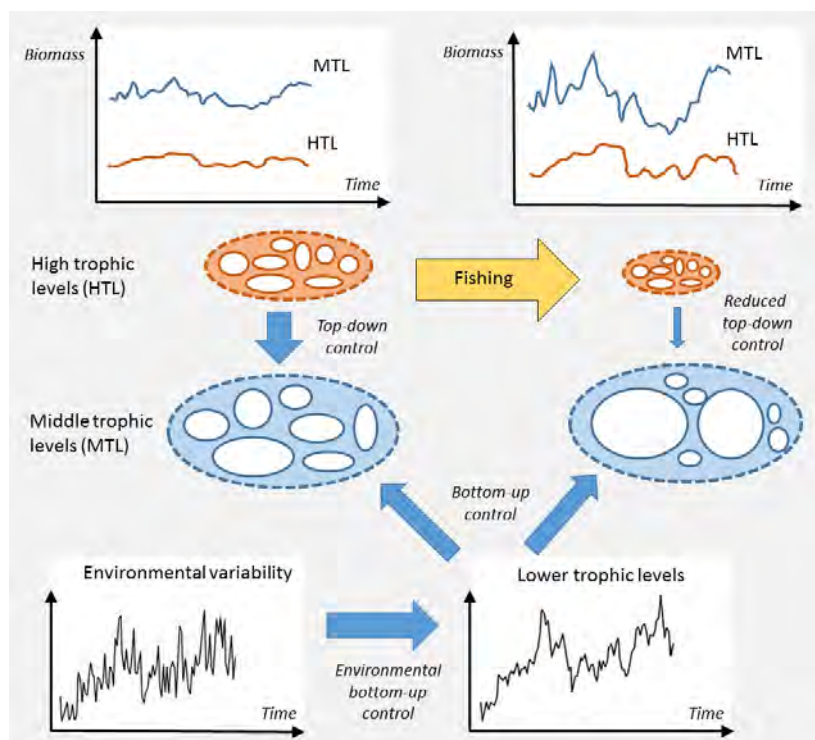 Biomass
MTL
HTL
Time
Biomass
MTL
HTL
Time
High trophic
levels (HTL)
Fishing
Top-down
control
Reduced
top-down
control
Middle trophic
levels (MTL)
Bottom-up
control
Environmental variability
Time
Environmental
bottom-up
control
Lower trophic levels
Time